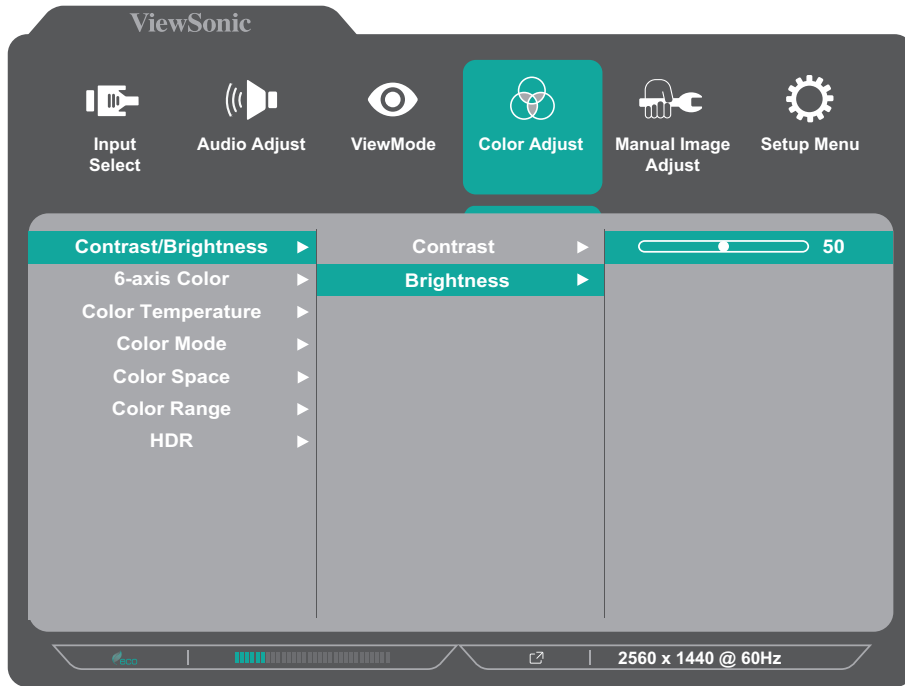 ViewSonic
Input Select
Audio Adjust
ViewMode
Color Adjust
Manual Image Adjust
Setup Menu
Contrast/Brightness
Contrast
50
6-axis Color
Brightness
Color Temperature
Color Mode
Color Space
Color Range
HDR
eco
2560 x 1440 @ 60Hz